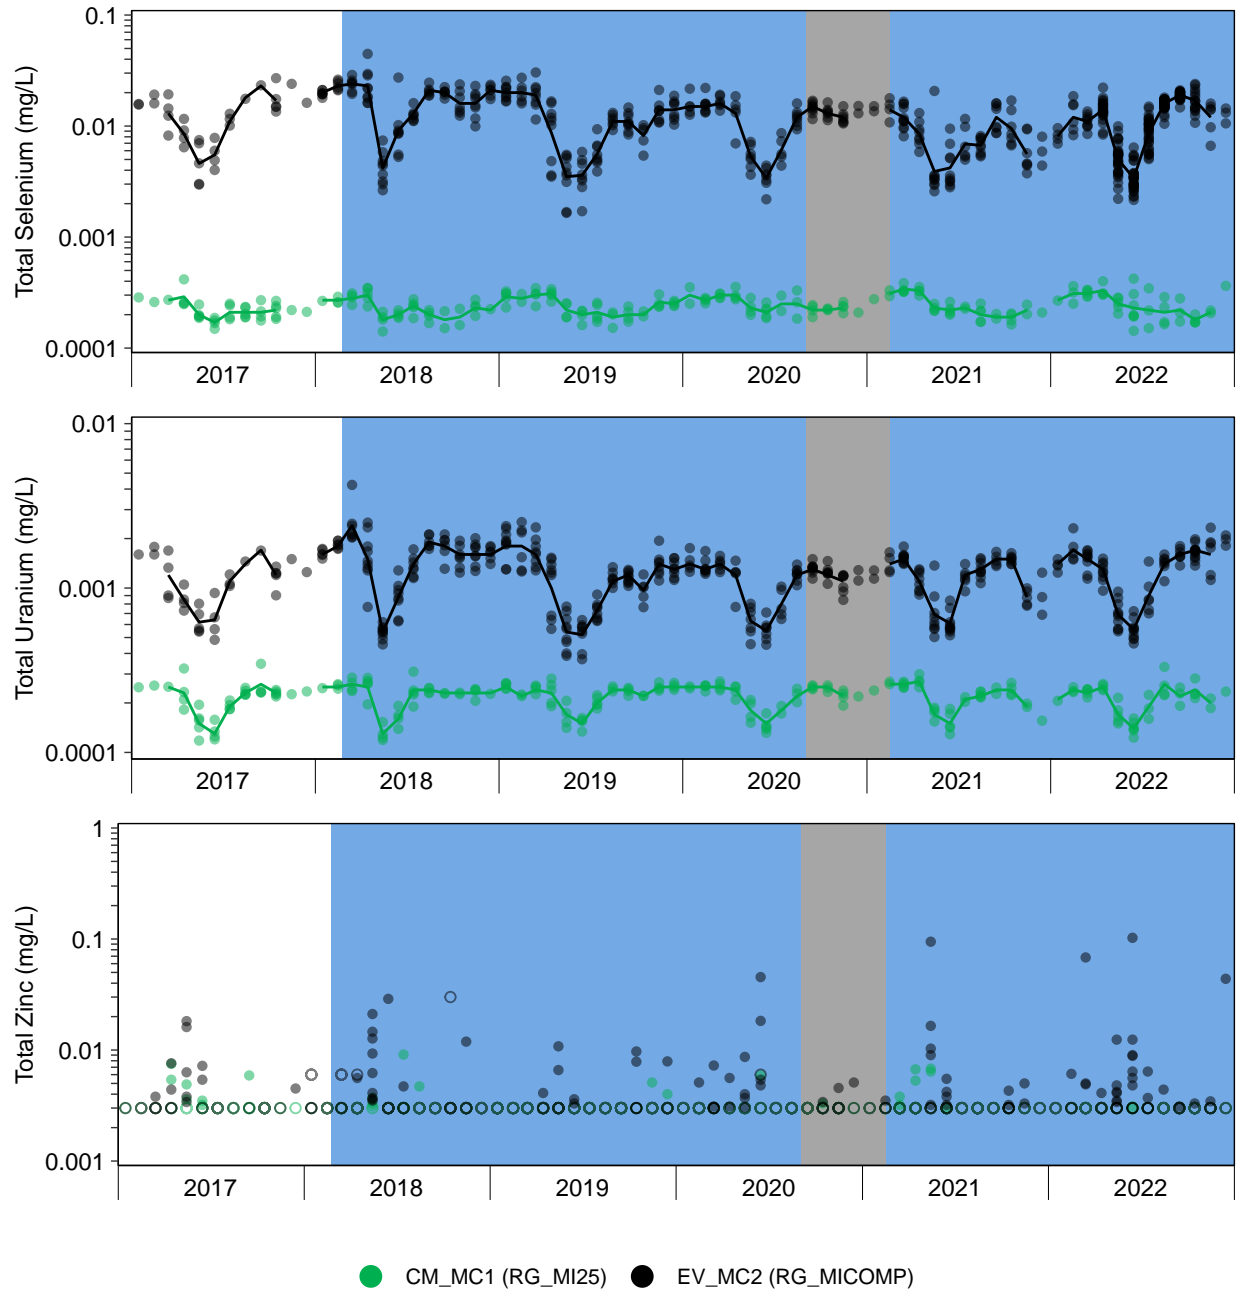 Total Selenium (mg/L)
0.1
0.01
0.001
0.0001
2017 2018 2019 2020 2021 2022
Total Uranium (mg/L)
0.01
0.001
0.0001
2017 2018 2019 2020 2021 2022
Total Zinc (mg/L)
1
0.1
0.01
0.001
2017 2018 2019 2020 2021 2022
CM_MC1 (RG_MI25) EV_MC2 (RG_MICOMP)